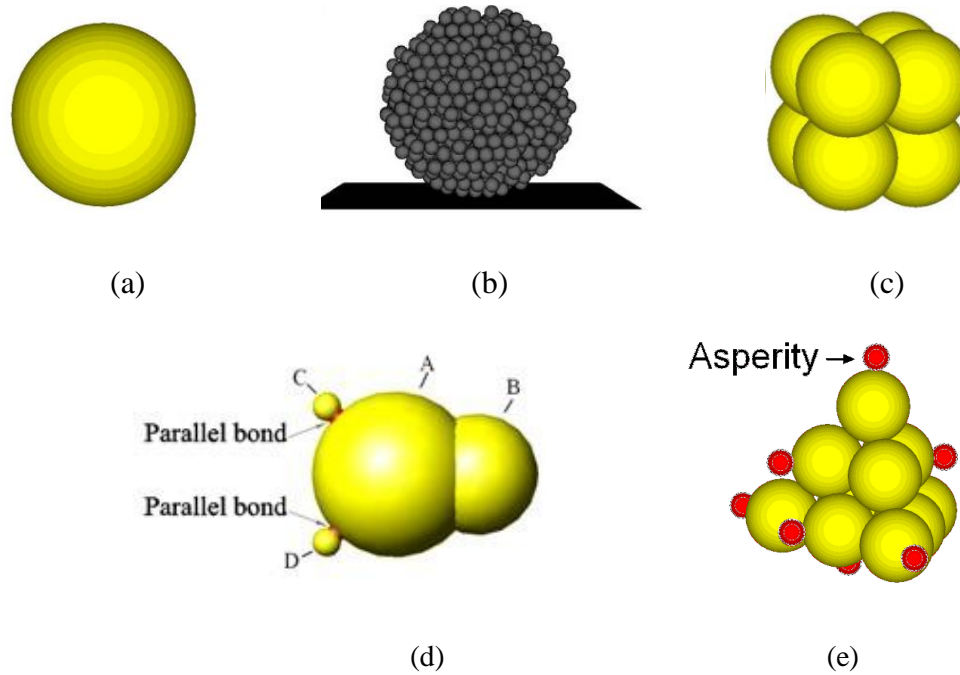 (a)
(b)
(c)
C
A
B
Parallel bond
Parallel bond
D
Asperity
(d)
(e)